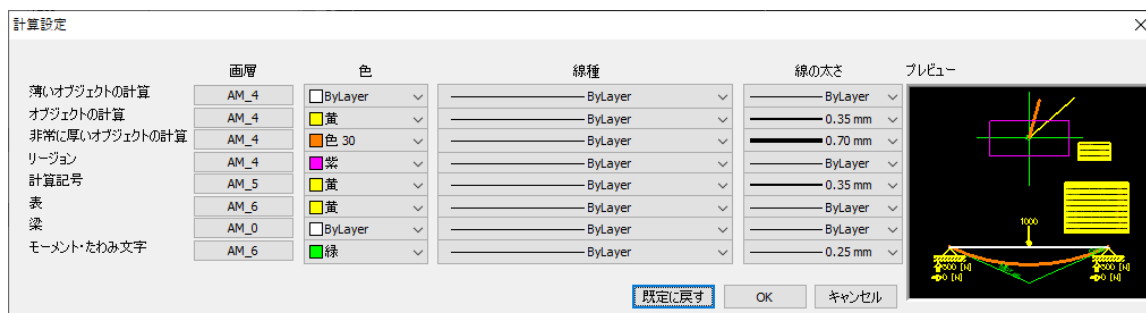 計算設定
画層 色 線種 線の太さ プレビュー
薄いオブジェクトの計算 AM_4 ByLayer ByLayer ByLayer
オブジェクトの計算 AM_4 黄 ByLayer 0.35 mm
非常に厚いオブジェクトの計算 AM_4 色 30 ByLayer 0.70 mm
リージョン AM_4 紫 ByLayer ByLayer
計算記号 AM_5 黄 ByLayer 0.35 mm
表 AM_6 黄 ByLayer ByLayer
梁 AM_0 ByLayer ByLayer ByLayer
モーメント・たわみ文字 AM_6 緑 ByLayer 0.25 mm
1000
500 [N] 500 [N]
0 [N] 0 [N]
既定に戻す OK キャンセル